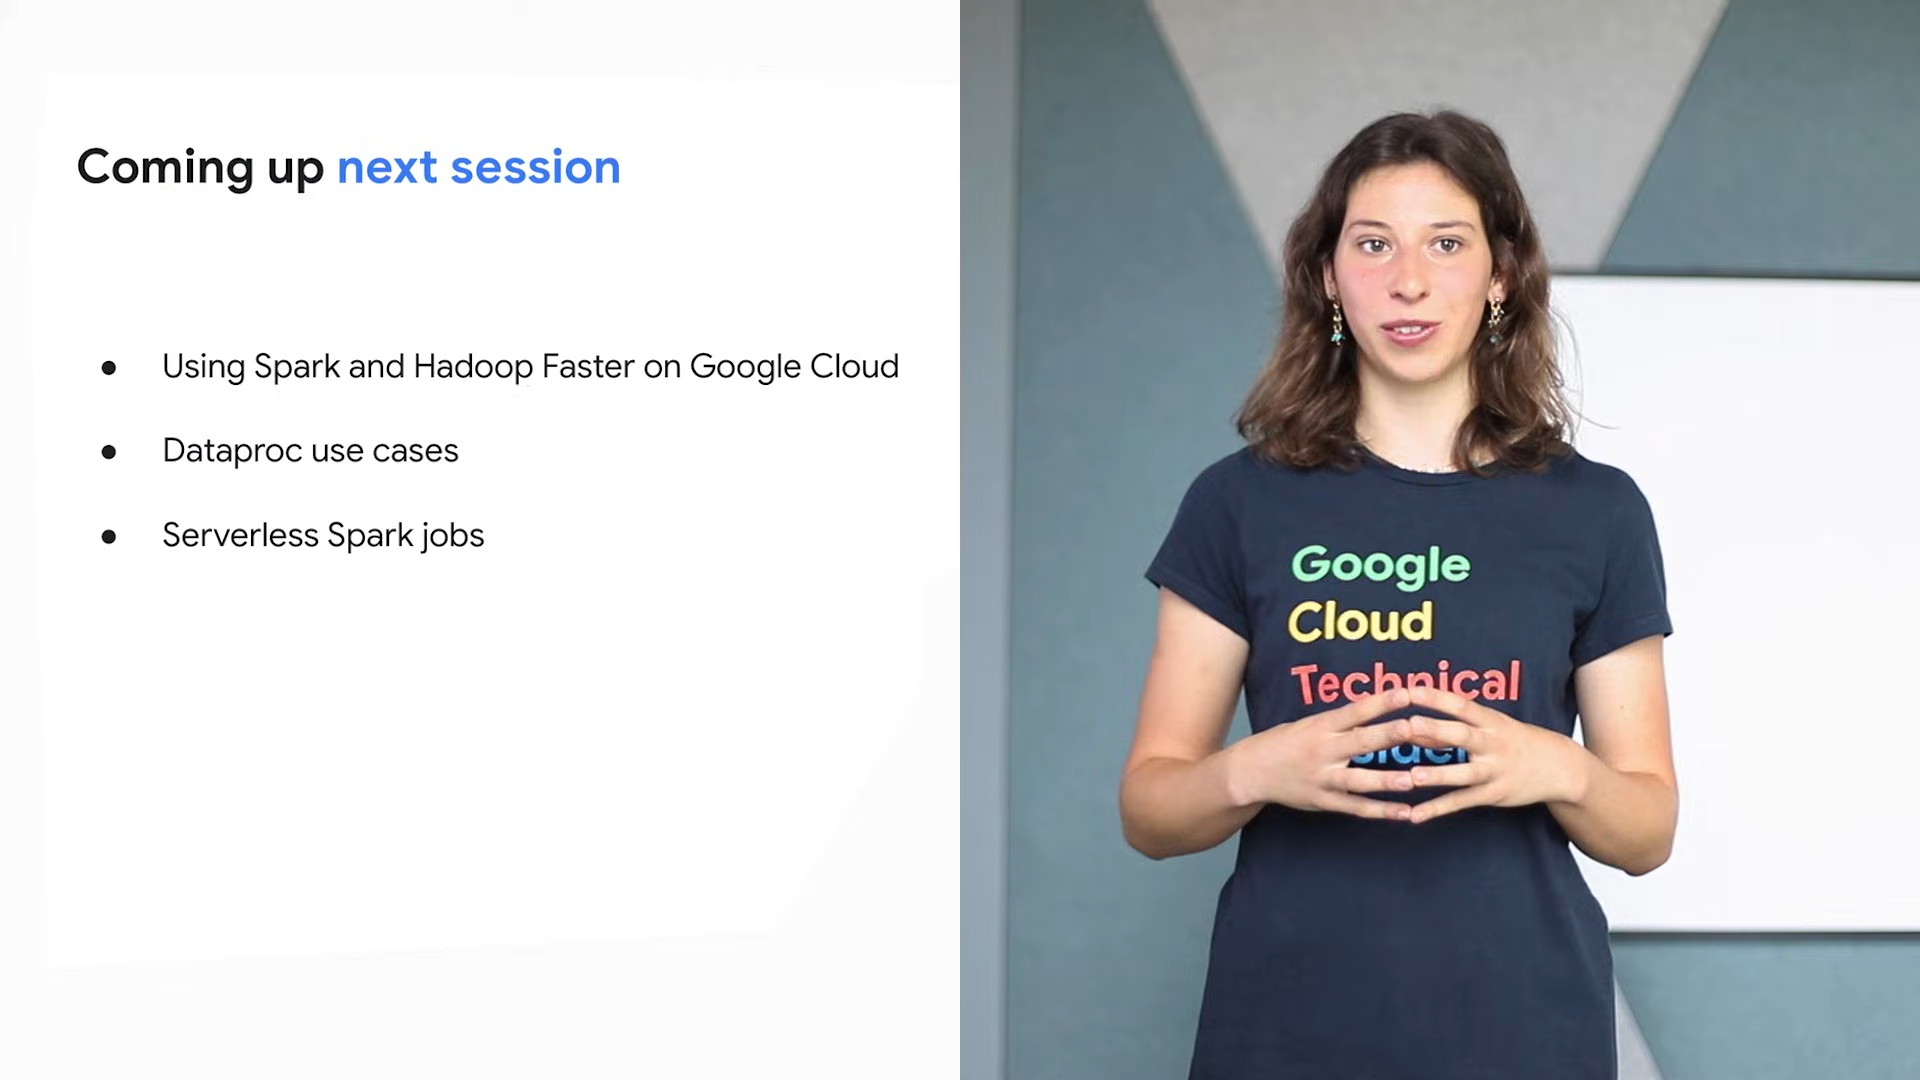 Coming up next session
● Using Spark and Hadoop Faster on Google Cloud
● Dataproc use cases
● Serverless Spark jobs
Google
Cloud
Technical